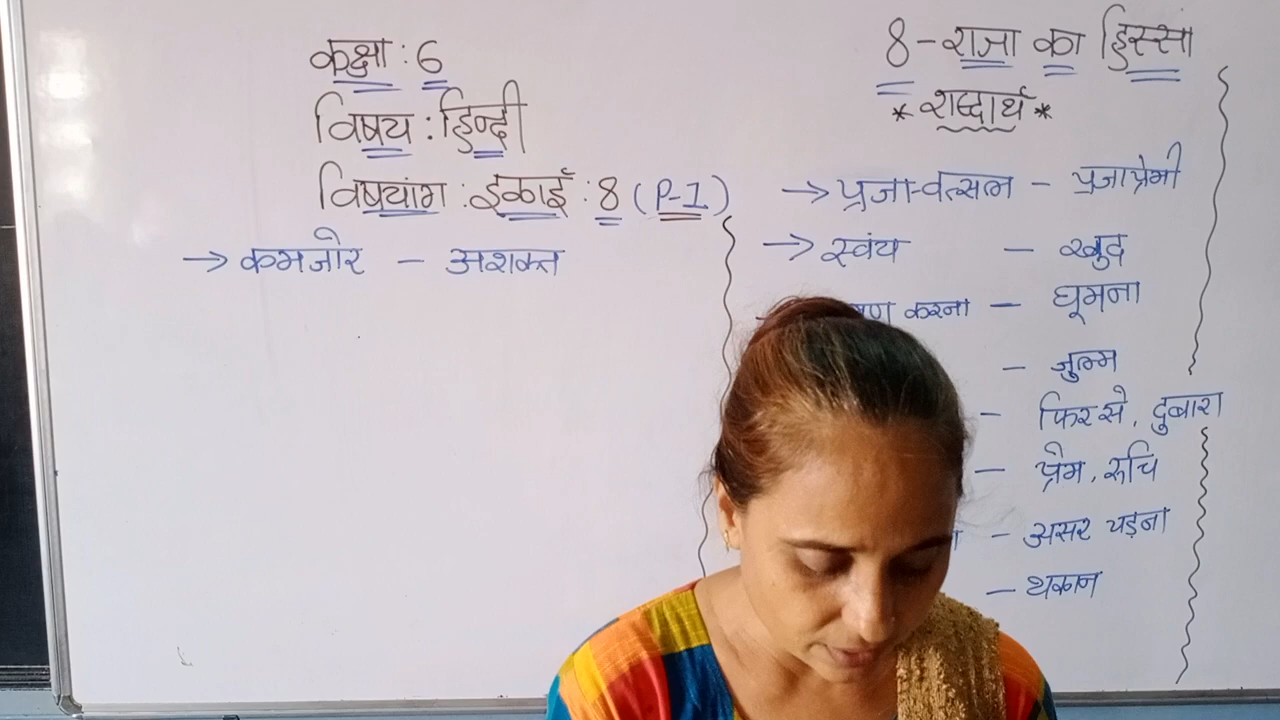 कक्षा : 6
विषय : हिन्दी
विषयांग : इकाई : 8 (P-1)
→ कमजोर - अशक्त
8 - राजा का हिस्सा
* शब्दार्थ *
→ प्रजा-वत्सल - प्रजाप्रेमी
→ स्वंय - खुद
करना - घूमना
- जुल्म
- फिर से, दुबारा
- प्रेम, रुचि
- असर पड़ना
- थकान